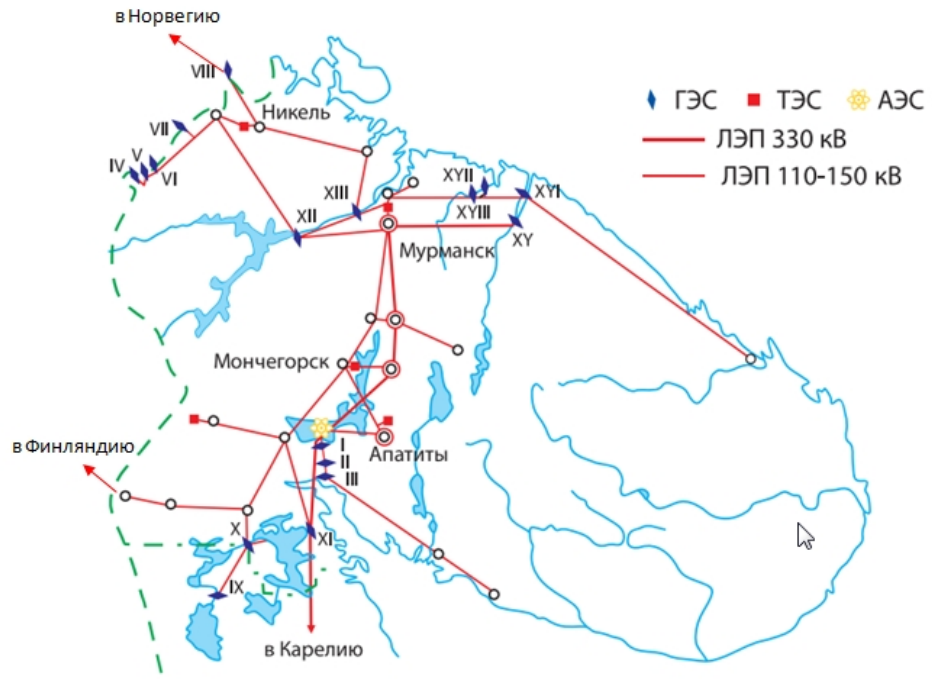 в Норвегию
VIII
Никель
ГЭС ТЭС АЭС
ЛЭП 330 кВ
ЛЭП 110-150 кВ
VII
V
IV
VI
XIII
XII
XYII
XYI
XYIII
XY
Мурманск
Мончегорск
в Финляндию
I
Апатиты
II
III
X
XI
IX
в Карелию